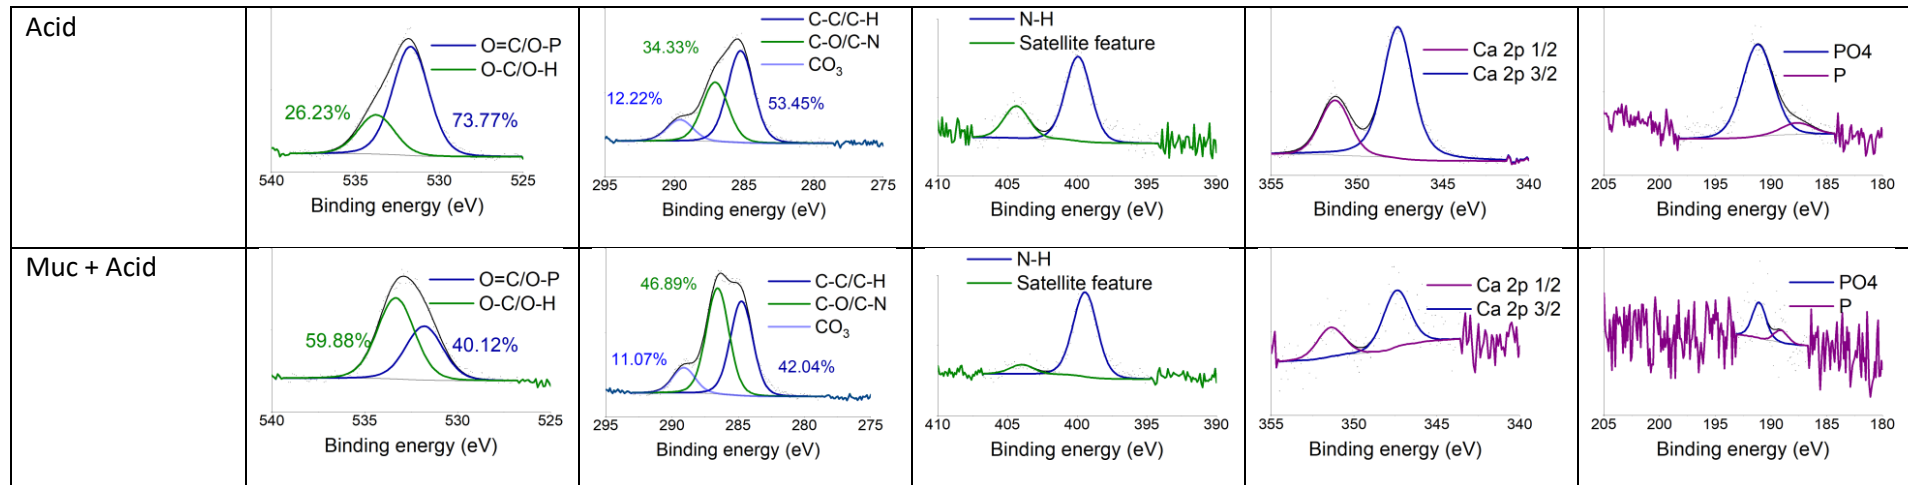 Acid
O=C/O-P
O-C/O-H
26.23%
73.77%
540 535 530 525
Binding energy (eV)
C-C/C-H
C-O/C-N
CO3
34.33%
12.22%
53.45%
295 290 285 280 275
Binding energy (eV)
N-H
Satellite feature
410 405 400 395 390
Binding energy (eV)
Ca 2p 1/2
Ca 2p 3/2
355 350 345 340
Binding energy (eV)
PO4
P
205 200 195 190 185 180
Binding energy (eV)
Muc + Acid
O=C/O-P
O-C/O-H
59.88%
40.12%
540 535 530 525
Binding energy (eV)
46.89%
C-C/C-H
C-O/C-N
CO3
11.07%
42.04%
295 290 285 280 275
Binding energy (eV)
N-H
Satellite feature
410 405 400 395 390
Binding energy (eV)
Ca 2p 1/2
Ca 2p 3/2
355 350 345 340
Binding energy (eV)
PO4
P
205 200 195 190 185 180
Binding energy (eV)